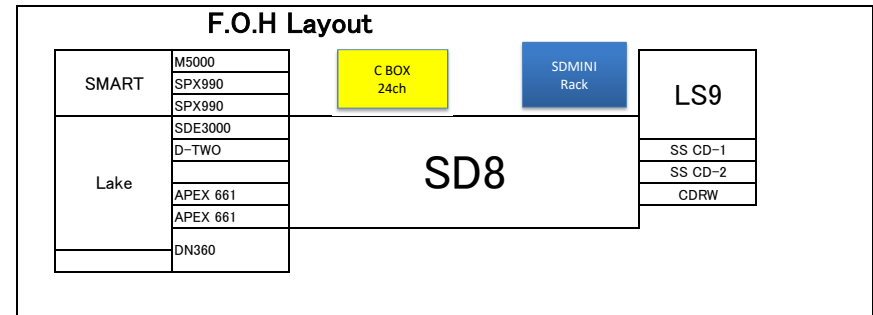 F.O.H Layout
SMART
M5000
SPX990
SPX990
C BOX
24ch
SDMINI
Rack
LS9
Lake
SDE3000
D-TWO
APEX 661
APEX 661
DN360
SD8
SS CD-1
SS CD-2
CDRW